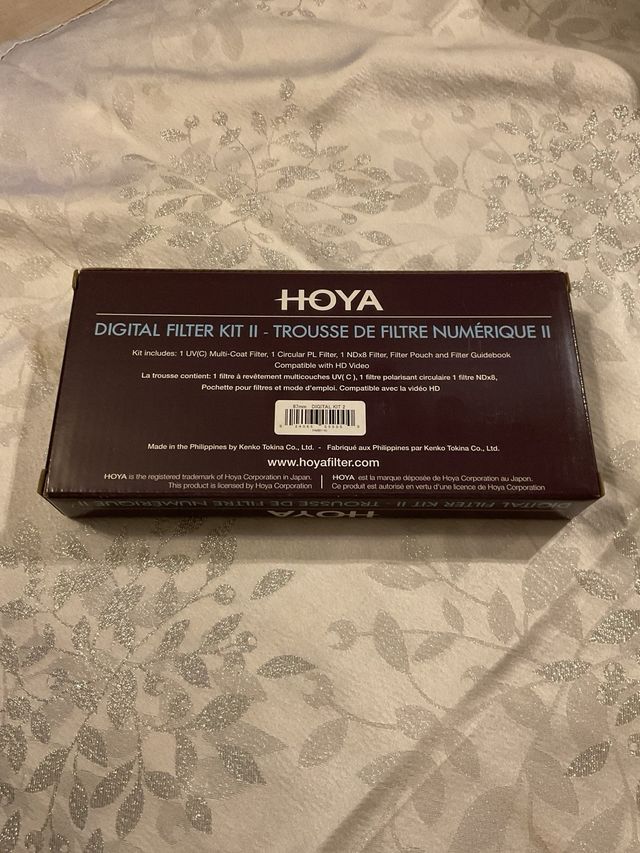 HOYA
DIGITAL FILTER KIT II - TROUSSE DE FILTRE NUMÉRIQUE II
Kit includes: 1 UV(C) Multi-Coat Filter, 1 Circular PL Filter, 1 NDx8 Filter, Filter Pouch and Filter Guidebook
Compatible with HD Video
La trousse contient: 1 filtre à revêtement multicouches UV( C ), 1 filtre polarisant circulaire 1 filtre NDx8,
Pochette pour filtres et mode d'emploi. Compatible avec la vidéo HD
DIGITAL KIT 2
Made in the Philippines by Kenko Tokina Co., Ltd. - Fabriqué aux Philippines par Kenko Tokina Co., Ltd.
www.hoyafilter.com
HOYA is the registered trademark of Hoya Corporation in Japan.
This product is licensed by Hoya Corporation
HOYA est la marque déposée de Hoya Corporation au Japon.
Ce produit est autorisé en vertu d'une licence de Hoya Corporation
HOYA
DIGITAL FILTER KIT II - TROUSSE DE FILTRE NUMÉRIQUE II